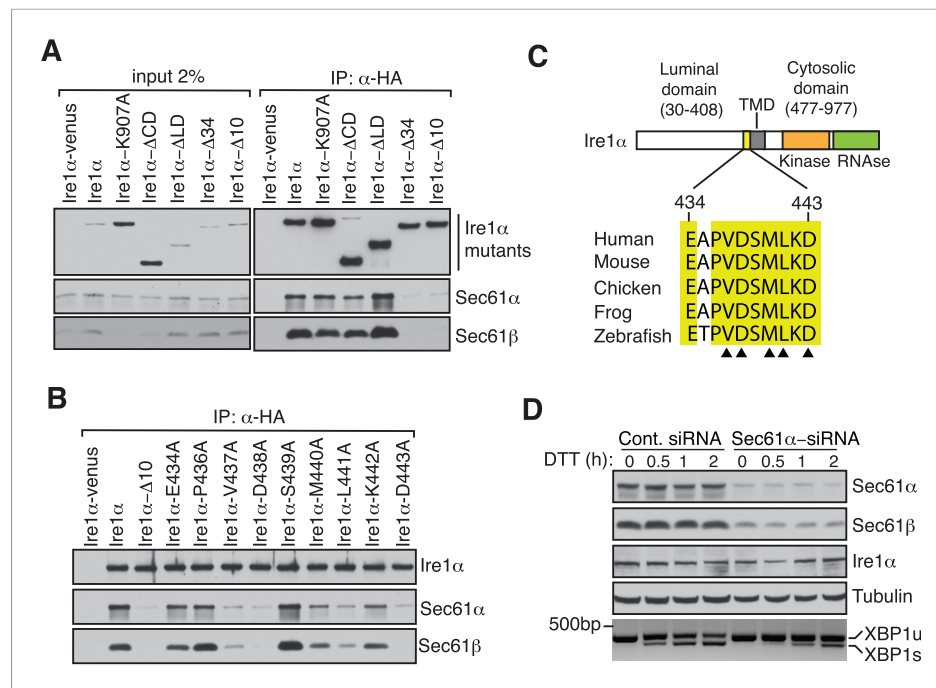 A
input 2%
IP: α-HA
Ire1α-venus
Ire1α
Ire1α–K907A
Ire1α–ΔCD
Ire1α–ΔLD
Ire1α–Δ34
Ire1α–Δ10
Ire1α-venus
Ire1α
Ire1α–K907A
Ire1α–ΔCD
Ire1α–ΔLD
Ire1α–Δ34
Ire1α–Δ10
Ire1α
mutants
Sec61α
Sec61β
B
IP: α-HA
Ire1α-venus
Ire1α
Ire1α–Δ10
Ire1α-E434A
Ire1α-P436A
Ire1α-V437A
Ire1α-D438A
Ire1α-S439A
Ire1α-M440A
Ire1α-L441A
Ire1α-K442A
Ire1α-D443A
Ire1α
Sec61α
Sec61β
C
Luminal
domain
(30-408)
TMD
Cytosolic
domain
(477-977)
Ire1α
Kinase RNAse
434 443
Human EAPVDSMLKD
Mouse EAPVDSMLKD
Chicken EAPVDSMLKD
Frog EAPVDSMLKD
Zebrafish ETPVDSMLKD
D
Cont. siRNA Sec61α–siRNA
DTT (h): 0 0.5 1 2 0 0.5 1 2
Sec61α
Sec61β
Ire1α
Tubulin
500bp
XBP1u
XBP1s